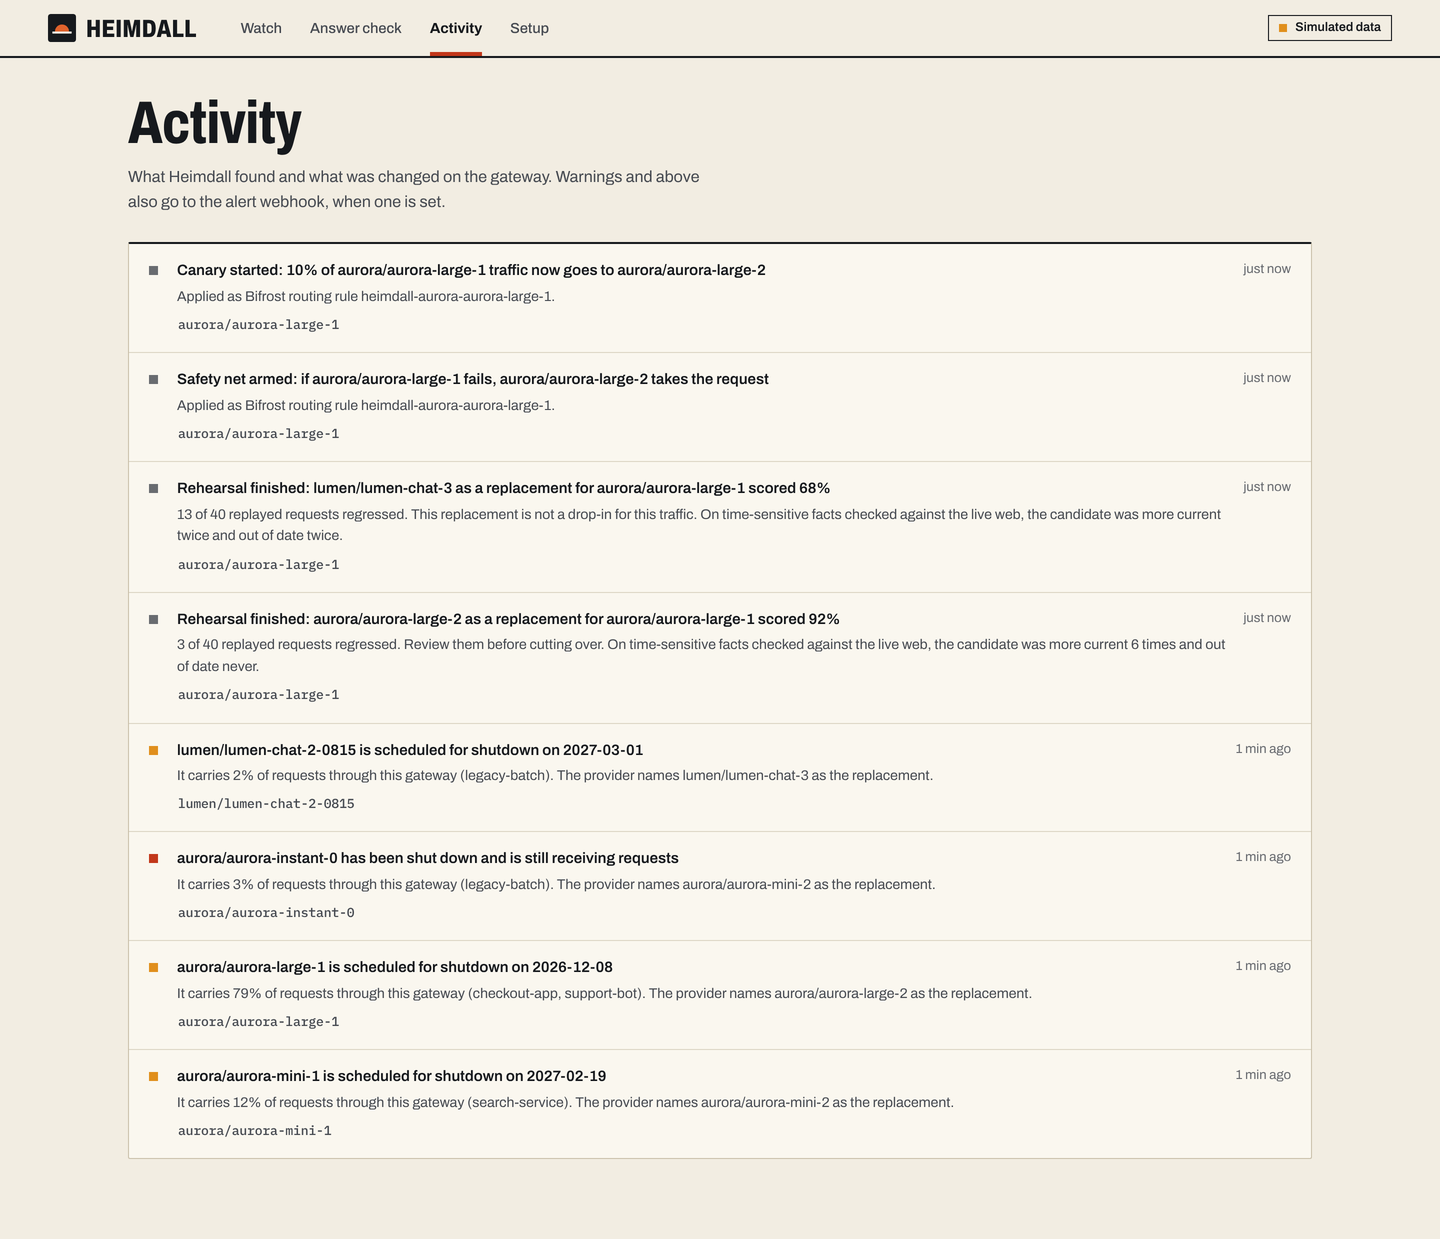 HEIMDALL
Watch
Answer check
Activity
Setup
Simulated data
Activity
What Heimdall found and what was changed on the gateway. Warnings and above
also go to the alert webhook, when one is set.
Canary started: 10% of aurora/aurora-large-1 traffic now goes to aurora/aurora-large-2
just now
Applied as Bifrost routing rule heimdall-aurora-aurora-large-1.
aurora/aurora-large-1
Safety net armed: if aurora/aurora-large-1 fails, aurora/aurora-large-2 takes the request
just now
Applied as Bifrost routing rule heimdall-aurora-aurora-large-1.
aurora/aurora-large-1
Rehearsal finished: lumen/lumen-chat-3 as a replacement for aurora/aurora-large-1 scored 68%
just now
13 of 40 replayed requests regressed. This replacement is not a drop-in for this traffic. On time-sensitive facts checked against the live web, the candidate was more current
twice and out of date twice.
aurora/aurora-large-1
Rehearsal finished: aurora/aurora-large-2 as a replacement for aurora/aurora-large-1 scored 92%
just now
3 of 40 replayed requests regressed. Review them before cutting over. On time-sensitive facts checked against the live web, the candidate was more current 6 times and out
of date never.
aurora/aurora-large-1
lumen/lumen-chat-2-0815 is scheduled for shutdown on 2027-03-01
1 min ago
It carries 2% of requests through this gateway (legacy-batch). The provider names lumen/lumen-chat-3 as the replacement.
lumen/lumen-chat-2-0815
aurora/aurora-instant-0 has been shut down and is still receiving requests
1 min ago
It carries 3% of requests through this gateway (legacy-batch). The provider names aurora/aurora-mini-2 as the replacement.
aurora/aurora-instant-0
aurora/aurora-large-1 is scheduled for shutdown on 2026-12-08
1 min ago
It carries 79% of requests through this gateway (checkout-app, support-bot). The provider names aurora/aurora-large-2 as the replacement.
aurora/aurora-large-1
aurora/aurora-mini-1 is scheduled for shutdown on 2027-02-19
1 min ago
It carries 12% of requests through this gateway (search-service). The provider names aurora/aurora-mini-2 as the replacement.
aurora/aurora-mini-1